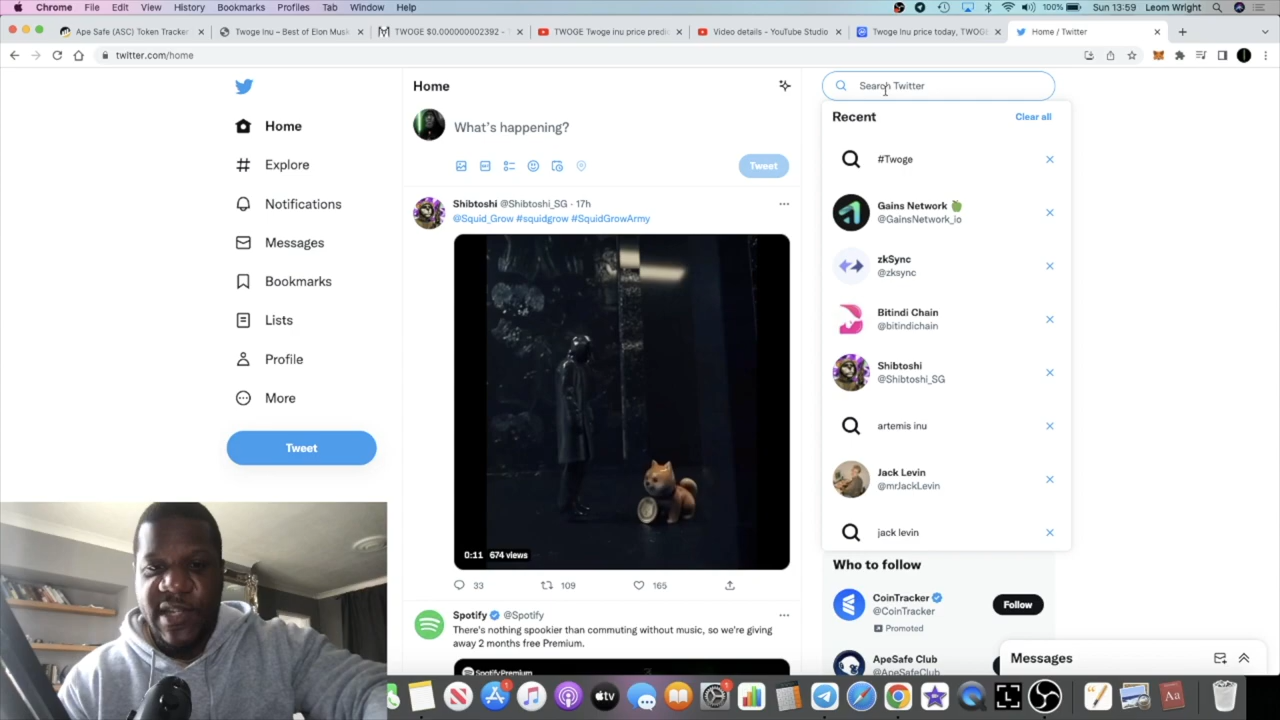 Chrome File Edit View History Bookmarks Profiles Tab Window Help 100% Sun 13:59 Leom Wright
Ape Safe (ASC) Token Tracker
Twoge Inu – Best of Elon Musk
TWOGE $0.000000002392 -
TWOGE Twoge inu price predi
Video details - YouTube Studio
Twoge Inu price today, TWOGE
Home / Twitter
twitter.com/home
Home
Explore
Notifications
Messages
Bookmarks
Lists
Profile
More
Tweet
Home
What's happening?
Tweet
Shibtoshi @Shibtoshi_SG · 17h
@Squid_Grow #squidgrow #SquidGrowArmy
0:11 674 views
33 109 165
Spotify @Spotify
There's nothing spookier than commuting without music, so we're giving
away 2 months free Premium.
SpotifyPremium
Search Twitter
Recent Clear all
#Twoge
Gains Network
@GainsNetwork_io
zkSync
@zksync
Bitindi Chain
@bitindichain
Shibtoshi
@Shibtoshi_SG
artemis inu
Jack Levin
@mrJackLevin
jack levin
Who to follow
CoinTracker
@CoinTracker
Follow
Promoted
ApeSafe Club
@ApeSafeClub
Messages